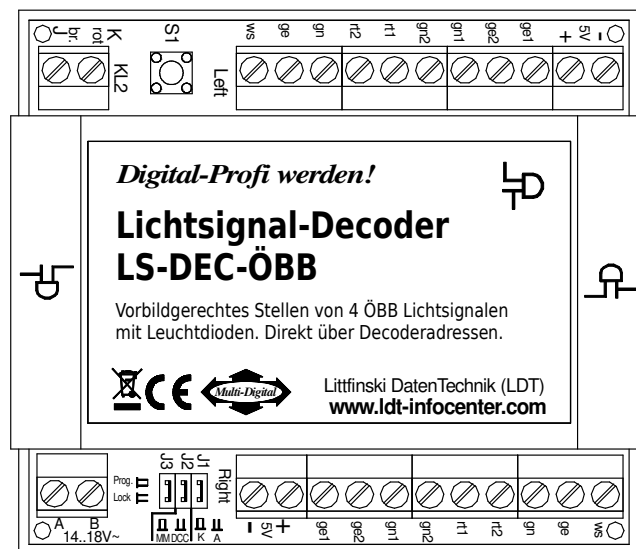 J K
br. rot
KL2
S1
Left
ws ge gn rt2 rt1 gn2 gn1 ge2 ge1 + 5V -
Digital-Profi werden!
Lichtsignal-Decoder
LS-DEC-ÖBB
Vorbildgerechtes Stellen von 4 ÖBB Lichtsignalen
mit Leuchtdioden. Direkt über Decoderadressen.
CE
Multi-Digital
Littfinski DatenTechnik (LDT)
www.ldt-infocenter.com
Prog.
Lock
J3 J2 J1
Right
A B
14..18V~
MM DCC K A
- 5V + ge1 ge2 gn1 gn2 rt1 rt2 gn ge ws